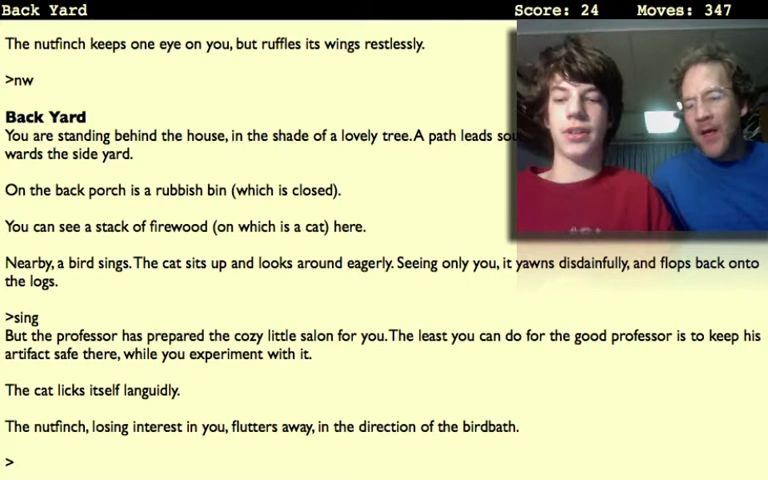 Back Yard Score: 24 Moves: 347
The nutfinch keeps one eye on you, but ruffles its wings restlessly.
>nw
Back Yard
You are standing behind the house, in the shade of a lovely tree. A path leads
wards the side yard.
On the back porch is a rubbish bin (which is closed).
You can see a stack of firewood (on which is a cat) here.
Nearby, a bird sings. The cat sits up and looks around eagerly. Seeing only you, it yawns disdainfully, and flops back onto
the logs.
>sing
But the professor has prepared the cozy little salon for you. The least you can do for the good professor is to keep his
artifact safe there, while you experiment with it.
The cat licks itself languidly.
The nutfinch, losing interest in you, flutters away, in the direction of the birdbath.
>